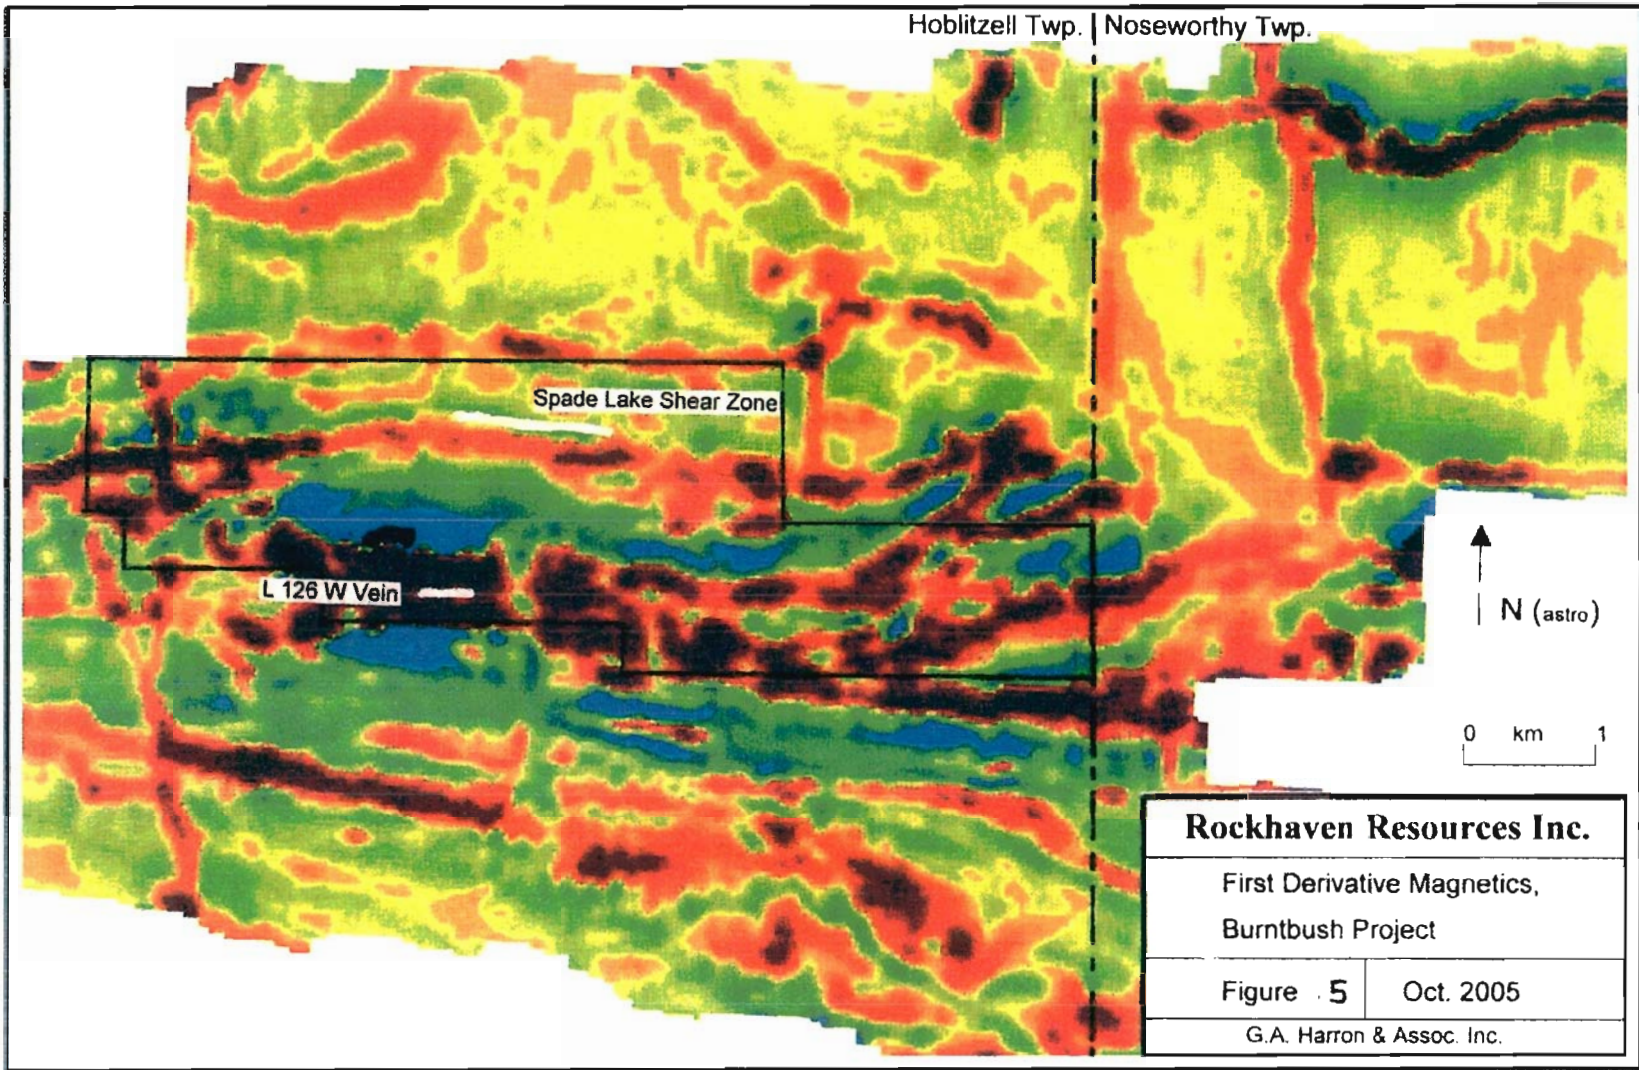 Hoblitzell Twp. | Noseworthy Twp.
Spade Lake Shear Zone
L 126 W Vein
N (astro)
0 km 1
Rockhaven Resources Inc.
First Derivative Magnetics,
Burntbush Project
Figure . 5
Oct. 2005
G.A. Harron & Assoc. Inc.